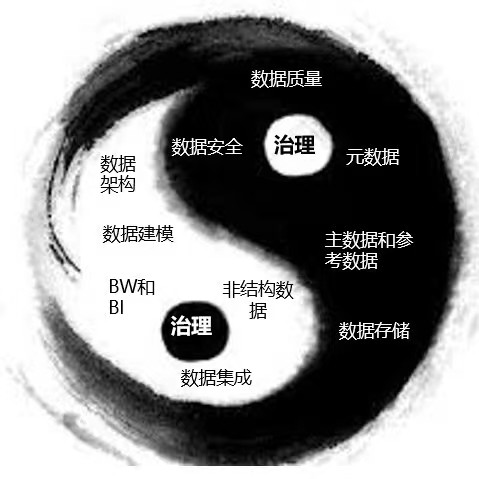 数据质量
数据安全
治理
元数据
数据
架构
数据建模
主数据和参
考数据
BW和
BI
非结构数
据
治理
数据存储
数据集成